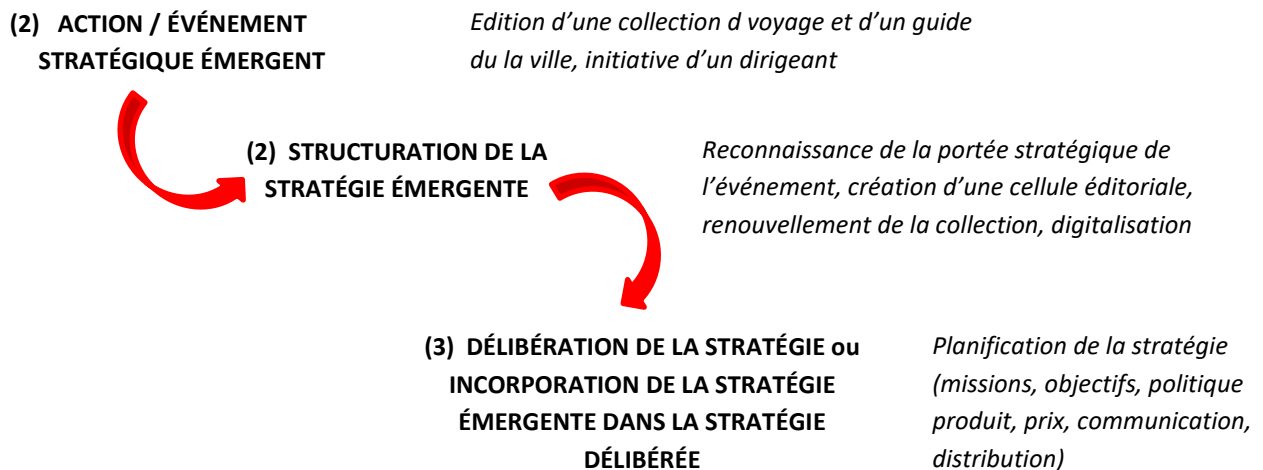 (2) ACTION / ÉVÉNEMENT
STRATÉGIQUE ÉMERGENT
Edition d’une collection d voyage et d’un guide
du la ville, initiative d’un dirigeant
(2) STRUCTURATION DE LA
STRATÉGIE ÉMERGENTE
Reconnaissance de la portée stratégique de
l’événement, création d’une cellule éditoriale,
renouvellement de la collection, digitalisation
(3) DÉLIBÉRATION DE LA STRATÉGIE ou
INCORPORATION DE LA STRATÉGIE
ÉMERGENTE DANS LA STRATÉGIE
DÉLIBÉRÉE
Planification de la stratégie
(missions, objectifs, politique
produit, prix, communication,
distribution)